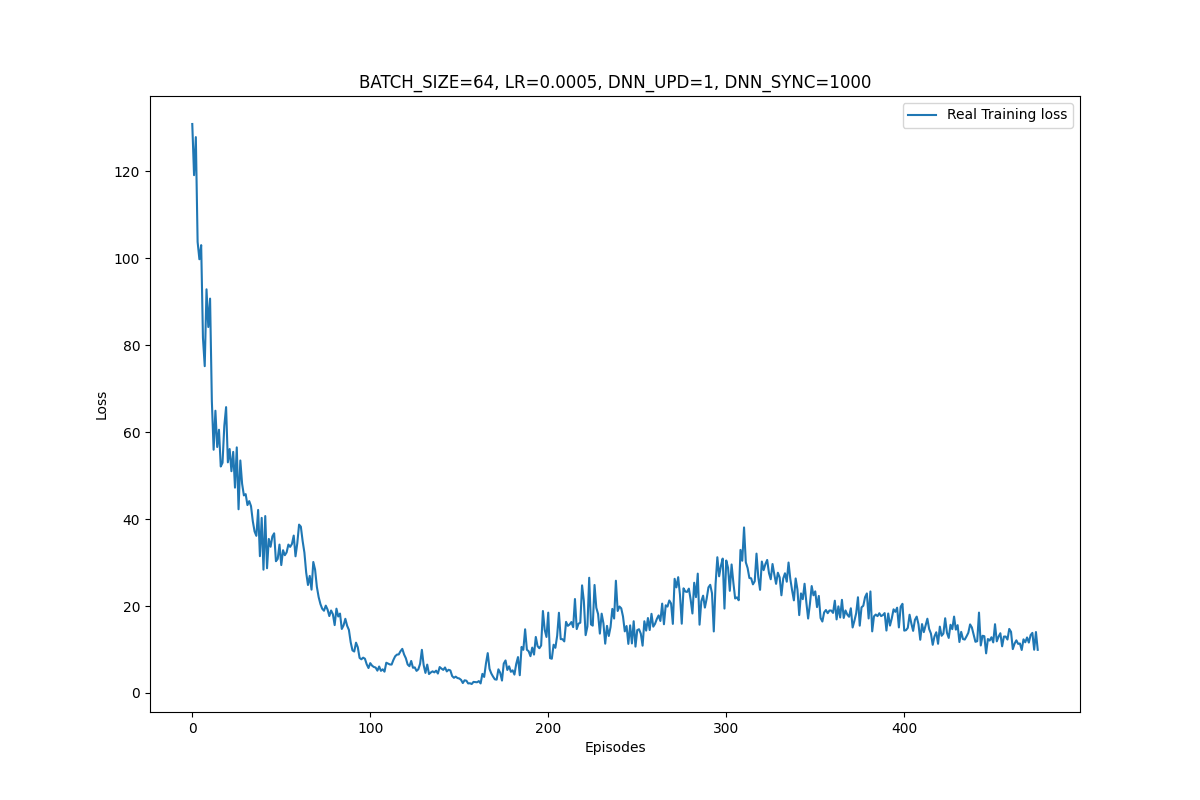 BATCH_SIZE=64, LR=0.0005, DNN_UPD=1, DNN_SYNC=1000
Real Training loss
120
100
80
60
40
20
0
Loss
0 100 200 300 400
Episodes